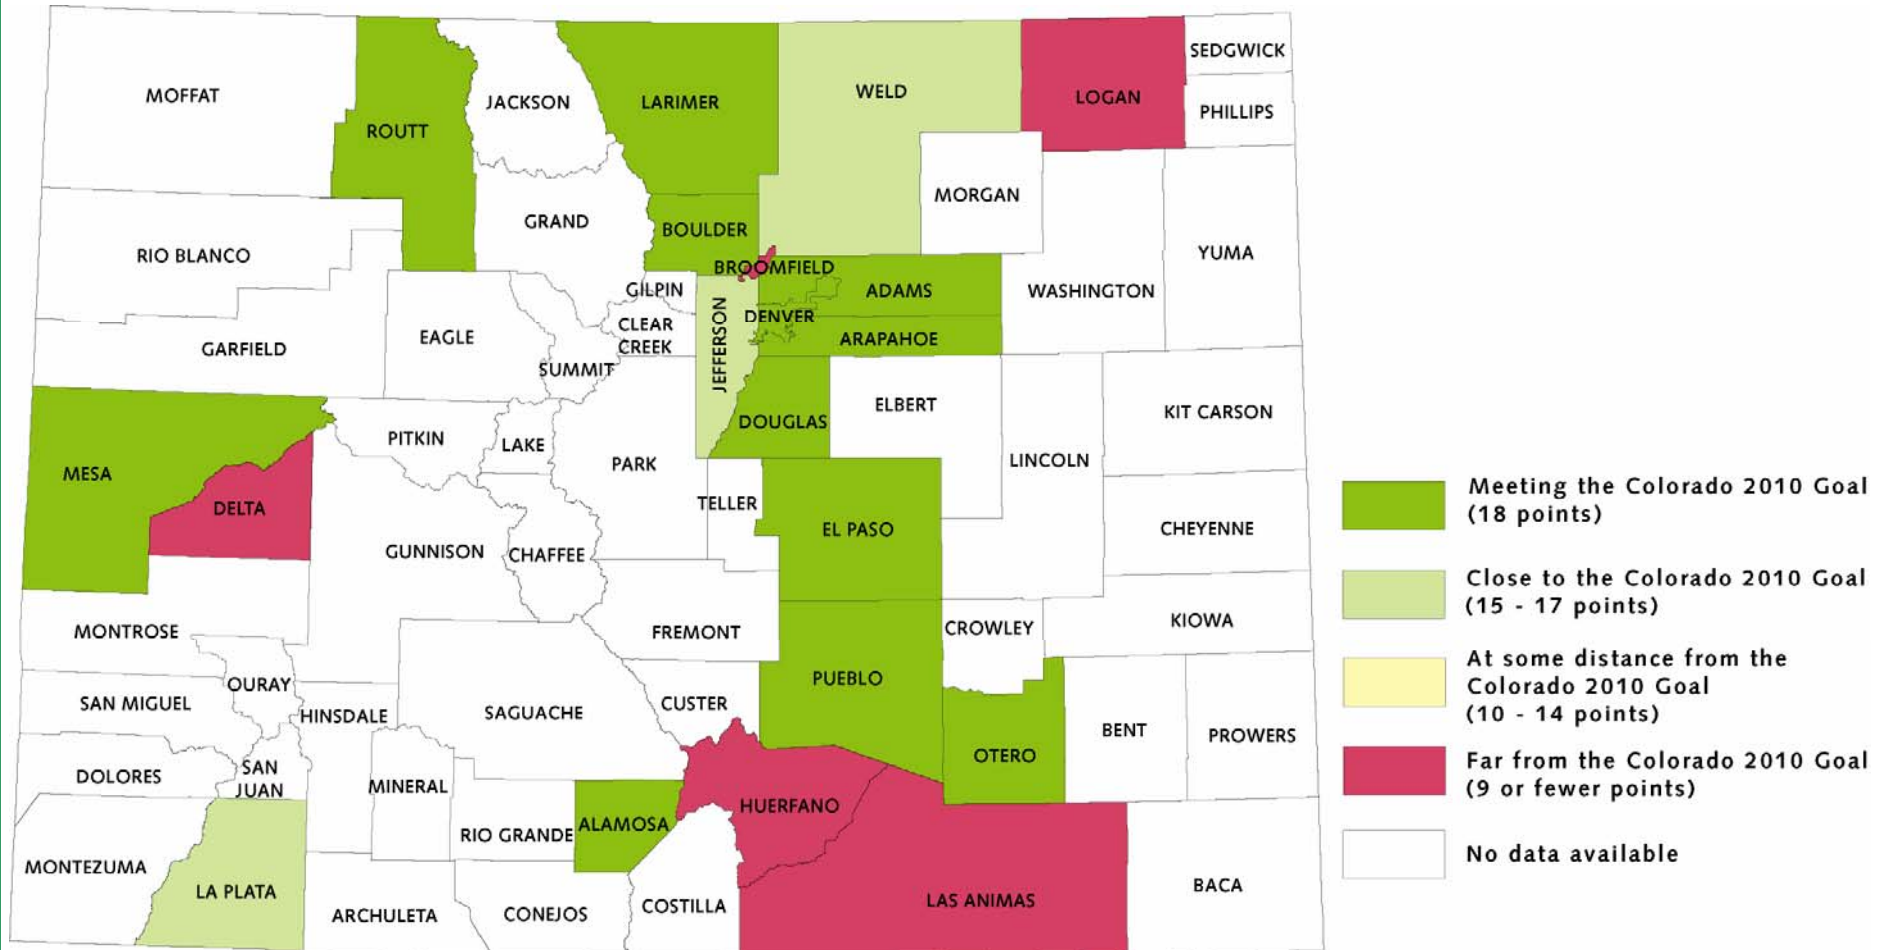 SEDGWICK
MOFFAT
JACKSON
LARIMER
WELD
LOGAN
PHILLIPS
ROUTT
MORGAN
GRAND
BOULDER
RIO BLANCO
YUMA
BROOMFIELD
GILPIN
ADAMS
WASHINGTON
CLEAR
CREEK
DENVER
JEFFERSON
ARAPAHOE
GARFIELD
EAGLE
SUMMIT
ELBERT
KIT CARSON
DOUGLAS
PITKIN
LAKE
PARK
LINCOLN
MESA
DELTA
TELLER
EL PASO
CHEYENNE
GUNNISON
CHAFFEE
MONTROSE
FREMONT
CROWLEY
KIOWA
OURAY
PUEBLO
SAN MIGUEL
HINSDALE
SAGUACHE
CUSTER
BENT
PROWERS
OTERO
DOLORES
SAN
JUAN
MINERAL
HUERFANO
RIO GRANDE
ALAMOSA
MONTEZUMA
LA PLATA
ARCHULETA
CONEJOS
COSTILLA
LAS ANIMAS
BACA
Meeting the Colorado 2010 Goal
(18 points)
Close to the Colorado 2010 Goal
(15 - 17 points)
At some distance from the
Colorado 2010 Goal
(10 - 14 points)
Far from the Colorado 2010 Goal
(9 or fewer points)
No data available